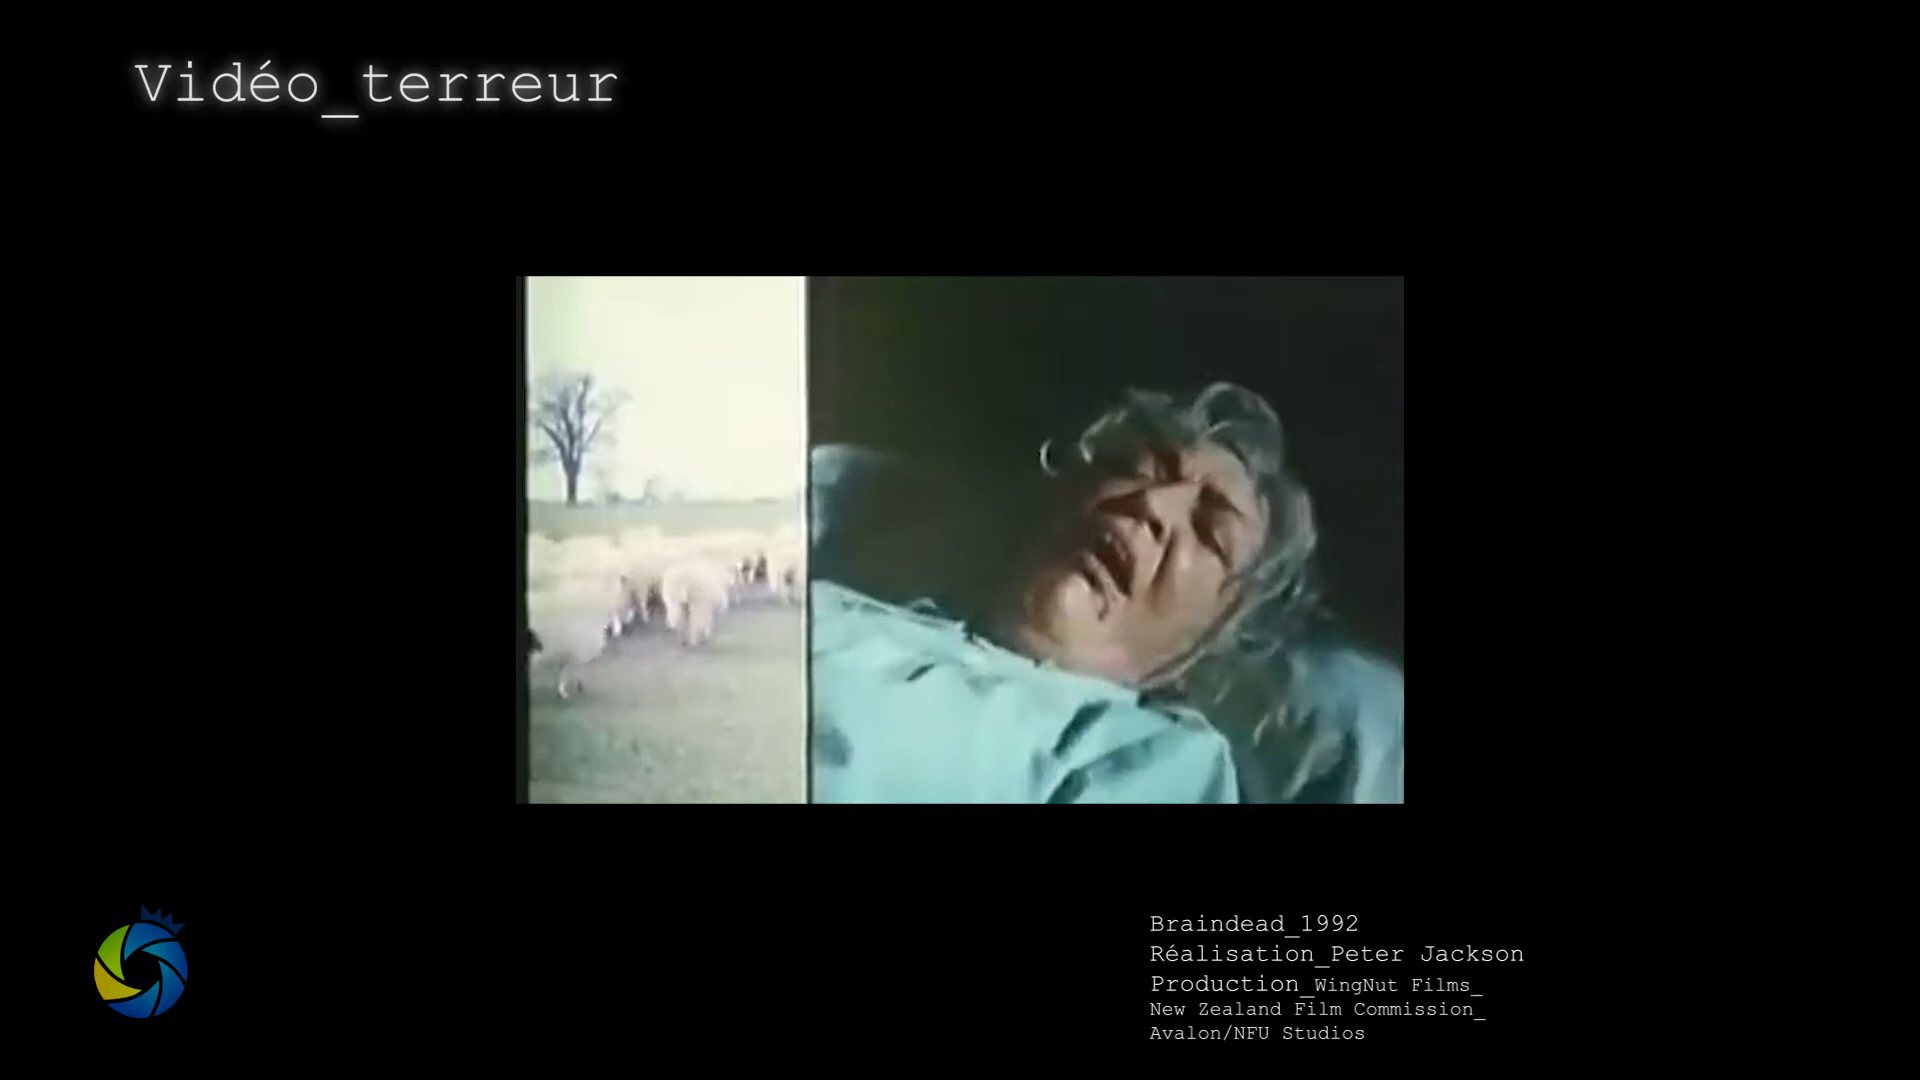 Vidéo_terreur
Braindead_1992
Réalisation_Peter Jackson
Production_WingNut Films_
New Zealand Film Commission_
Avalon/NFU Studios